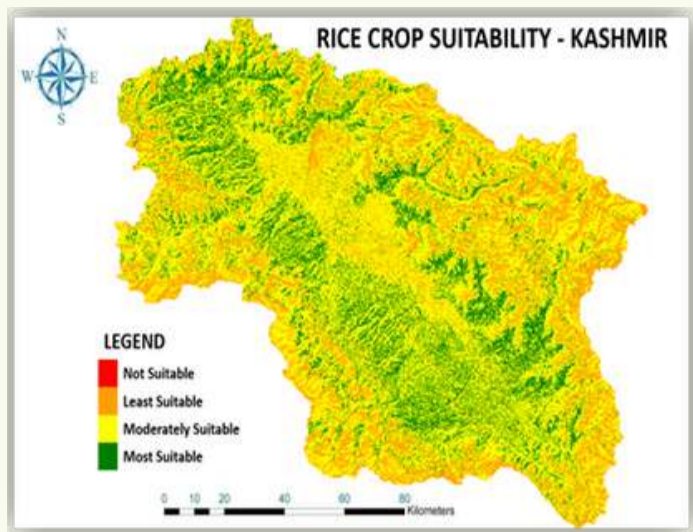 RICE CROP SUITABILITY - KASHMIR
N
W E
S
LEGEND
Not Suitable
Least Suitable
Moderately Suitable
Most Suitable
0 10 20 40 60 80
Kilometers